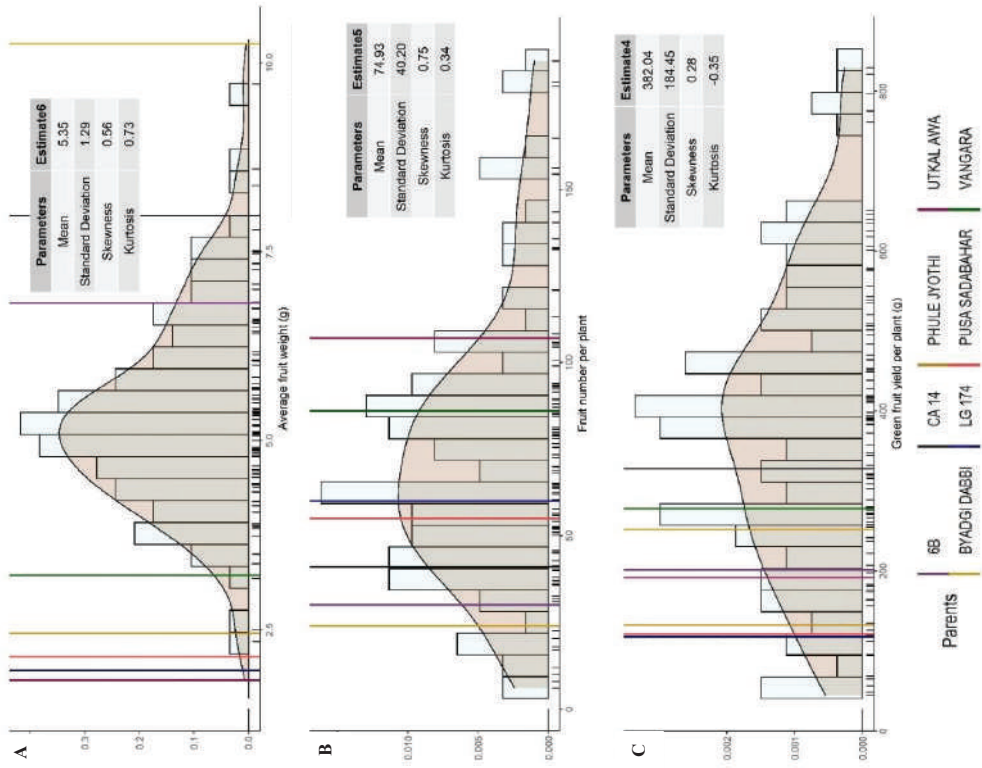 A
Parameters Estimate6
Mean 5.35
Standard Deviation 1.29
Skewness 0.56
Kurtosis 0.73
0.3
0.2
0.1
0.0
2.5 5.0 7.5 10.0
Average fruit weight (g)
B
Parameters Estimate5
Mean 74.93
Standard Deviation 40.20
Skewness 0.75
Kurtosis 0.34
0.010
0.005
0.000
0 50 100 150
Fruit number per plant
C
Parameters Estimate4
Mean 382.04
Standard Deviation 184.45
Skewness 0.28
Kurtosis -0.35
0.002
0.001
0.000
0 200 400 600 800
Green fruit yield per plant (g)
Parents
6B CA 14 PHULE JYOTHI UTKAL AWA
BYADGI DABBI LG 174 PUSA SADABAHAR VANGARA